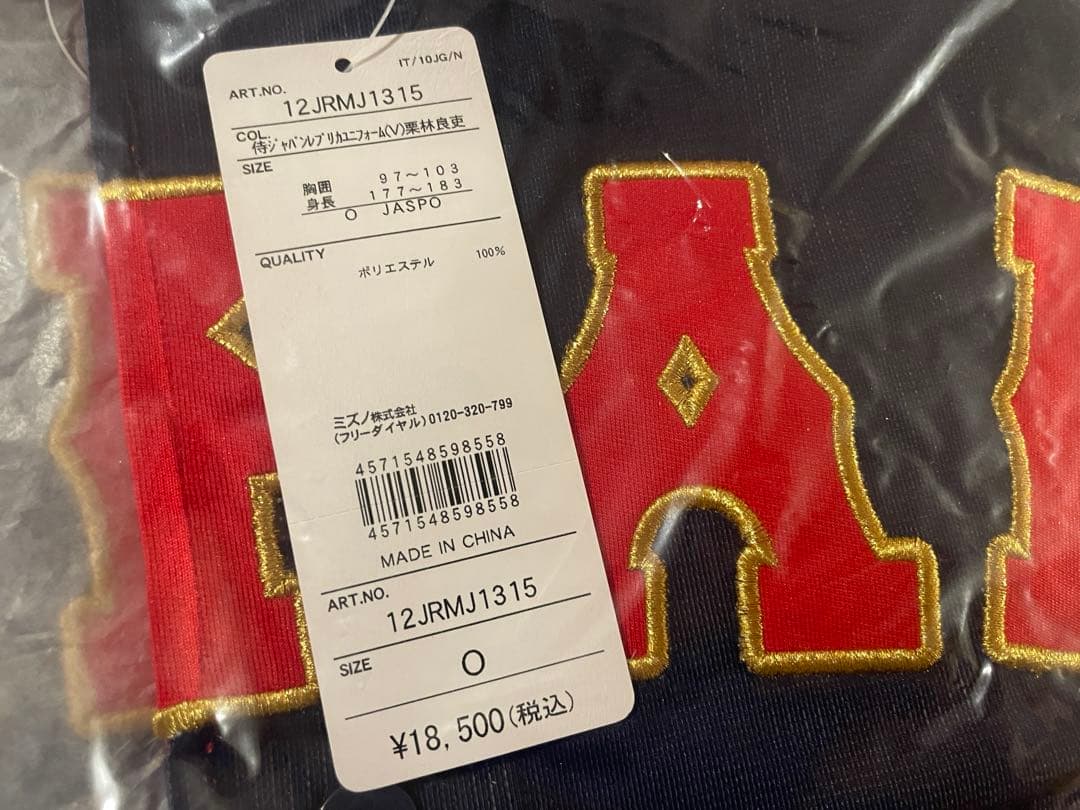 IT/10JG/N
ART.NO.
12JRMJ1315
COL.
侍ジャパンレプリカユニフォーム(V)栗林良吏
SIZE
胸囲 97~103
身長 177~183
O JASPO
QUALITY
ポリエステル 100%
ミズノ株式会社
(フリーダイヤル)0120-320-799
4571548598558
4571548598558
MADE IN CHINA
ART.NO.
12JRMJ1315
SIZE
O
¥18,500(税込)
A